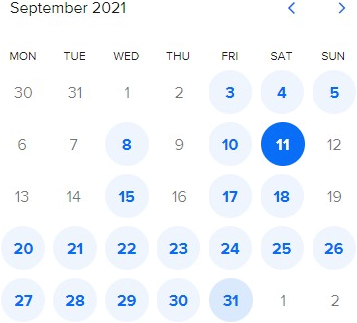 September 2021
MON TUE WED THU FRI SAT SUN
30 31 1 2 3 4 5
6 7 8 9 10 11 12
13 14 15 16 17 18 19
20 21 22 23 24 25 26
27 28 29 30 31 1 2